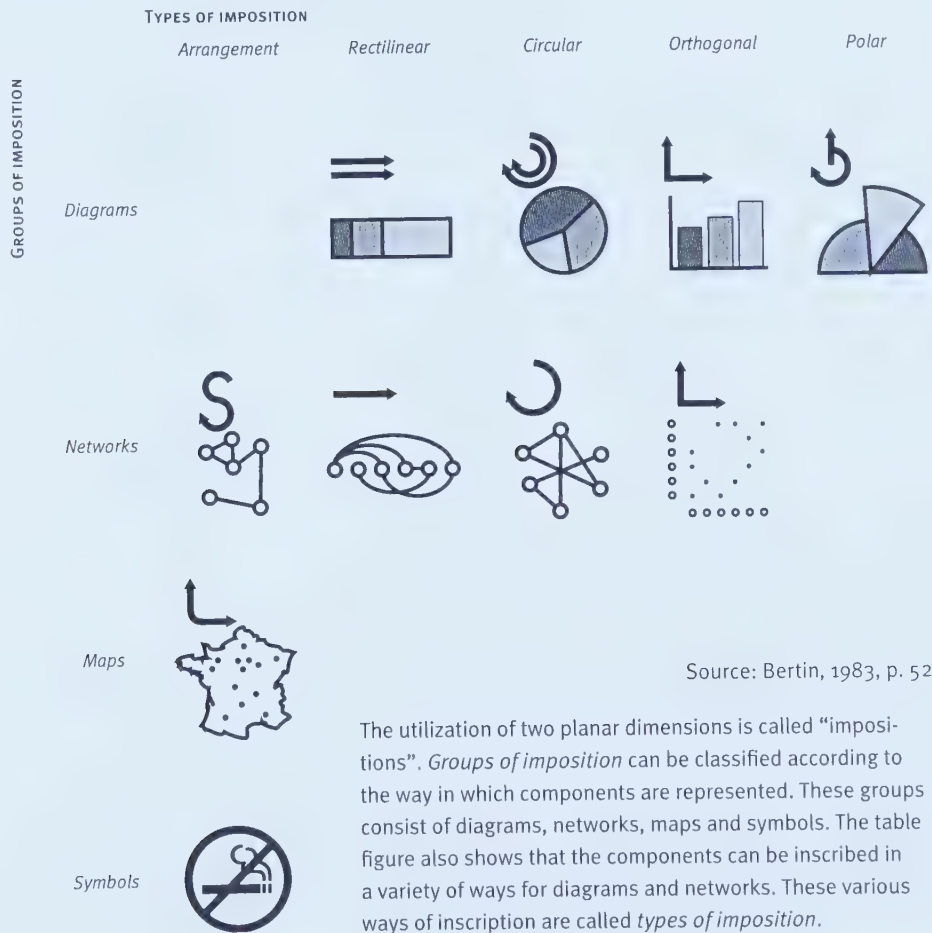 TYPES OF IMPOSITION
Arrangement Rectilinear Circular Orthogonal Polar
GROUPS OF IMPOSITION
Diagrams
Networks
Maps
Source: Bertin, 1983, p. 52
The utilization of two planar dimensions is called “imposi-
tions”. Groups of imposition can be classified according to
the way in which components are represented. These groups
consist of diagrams, networks, maps and symbols. The table
figure also shows that the components can be inscribed in
Symbols
a variety of ways for diagrams and networks. These various
ways of inscription are called types of imposition.